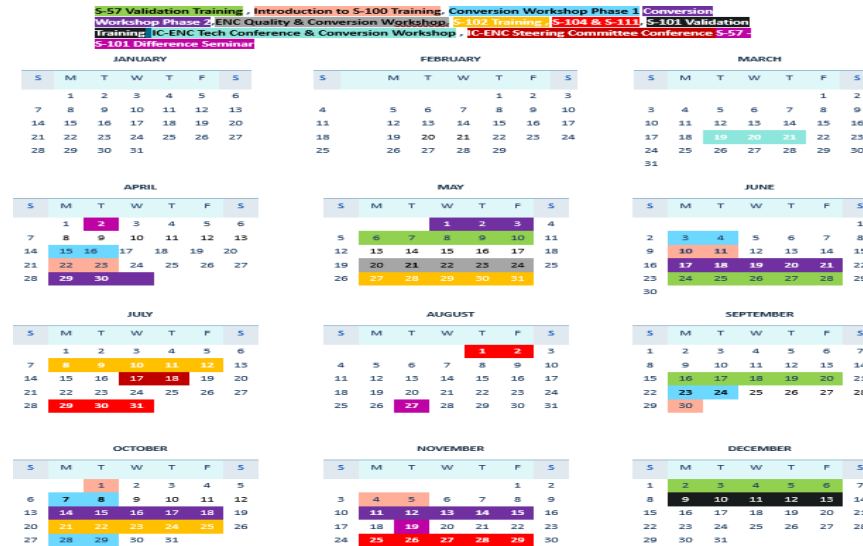 S-57 Validation Training , Introduction to S-100 Training, Conversion Workshop Phase 1 Conversion
Workshop Phase 2, ENC Quality & Conversion Workshop, S-102 Training , S-104 & S-111, S-101 Validation
Training IC-ENC Tech Conference & Conversion Workshop , IC-ENC Steering Committee Conference S-57 -
S-101 Difference Seminar
JANUARY
S M T W T F S
1 2 3 4 5 6
7 8 9 10 11 12 13
14 15 16 17 18 19 20
21 22 23 24 25 26 27
28 29 30 31
FEBRUARY
S M T W T F S
1 2 3
4 5 6 7 8 9 10
11 12 13 14 15 16 17
18 19 20 21 22 23 24
25 26 27 28 29
MARCH
S M T W T F S
1 2
3 4 5 6 7 8 9
10 11 12 13 14 15 16
17 18 19 20 21 22 23
24 25 26 27 28 29 30
31
APRIL
S M T W T F S
1 2 3 4 5 6
7 8 9 10 11 12 13
14 15 16 17 18 19 20
21 22 23 24 25 26 27
28 29 30
MAY
S M T W T F S
1 2 3 4
5 6 7 8 9 10 11
12 13 14 15 16 17 18
19 20 21 22 23 24 25
26 27 28 29 30 31
JUNE
S M T W T F S
1
2 3 4 5 6 7 8
9 10 11 12 13 14 15
16 17 18 19 20 21 22
23 24 25 26 27 28 29
30
JULY
S M T W T F S
1 2 3 4 5 6
7 8 9 10 11 12 13
14 15 16 17 18 19 20
21 22 23 24 25 26 27
28 29 30 31
AUGUST
S M T W T F S
1 2 3
4 5 6 7 8 9 10
11 12 13 14 15 16 17
18 19 20 21 22 23 24
25 26 27 28 29 30 31
SEPTEMBER
S M T W T F S
1 2 3 4 5 6 7
8 9 10 11 12 13 14
15 16 17 18 19 20 21
22 23 24 25 26 27 28
29 30
OCTOBER
S M T W T F S
1 2 3 4 5
6 7 8 9 10 11 12
13 14 15 16 17 18 19
20 21 22 23 24 25 26
27 28 29 30 31
NOVEMBER
S M T W T F S
1 2
3 4 5 6 7 8 9
10 11 12 13 14 15 16
17 18 19 20 21 22 23
24 25 26 27 28 29 30
DECEMBER
S M T W T F S
1 2 3 4 5 6 7
8 9 10 11 12 13 14
15 16 17 18 19 20 21
22 23 24 25 26 27 28
29 30 31